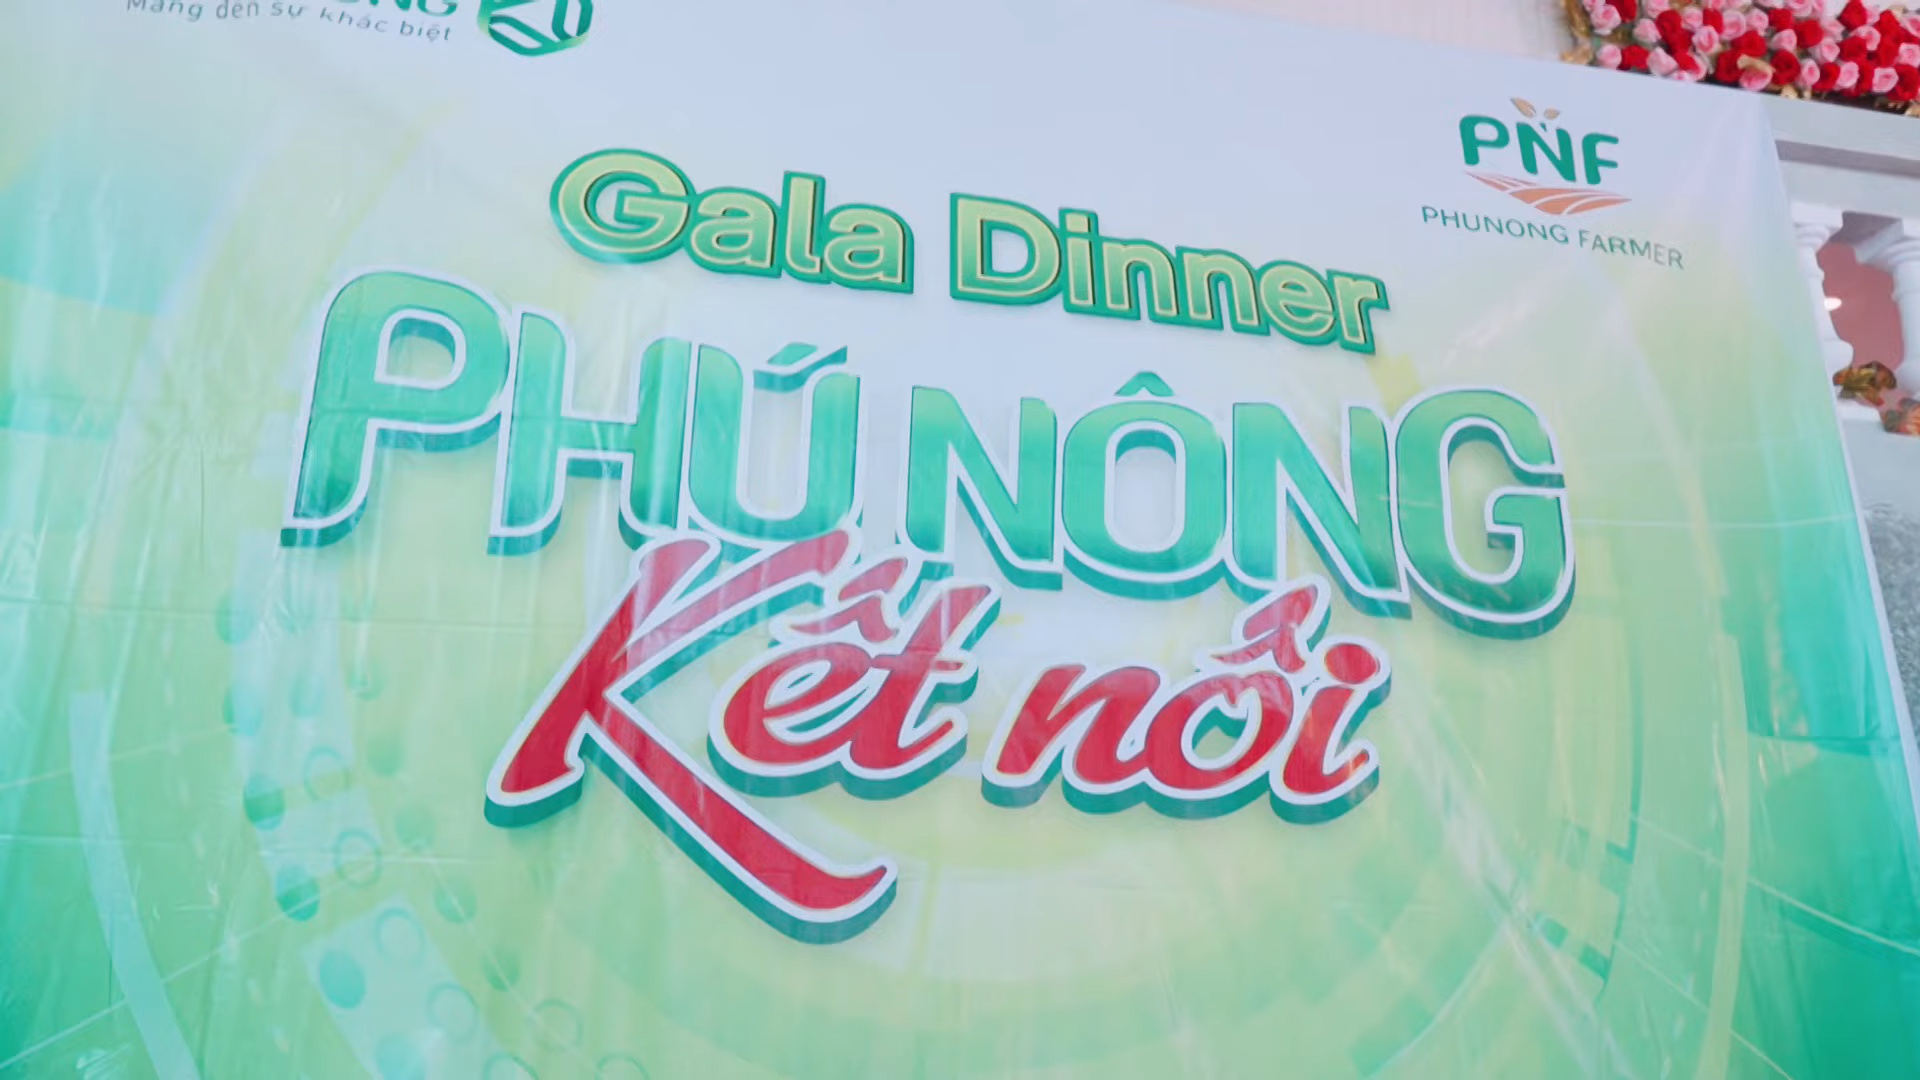 Mang đến sự khác biệt
PNF
PHUNONG FARMER
Gala Dinner
PHÚ NÔNG
Kết nối